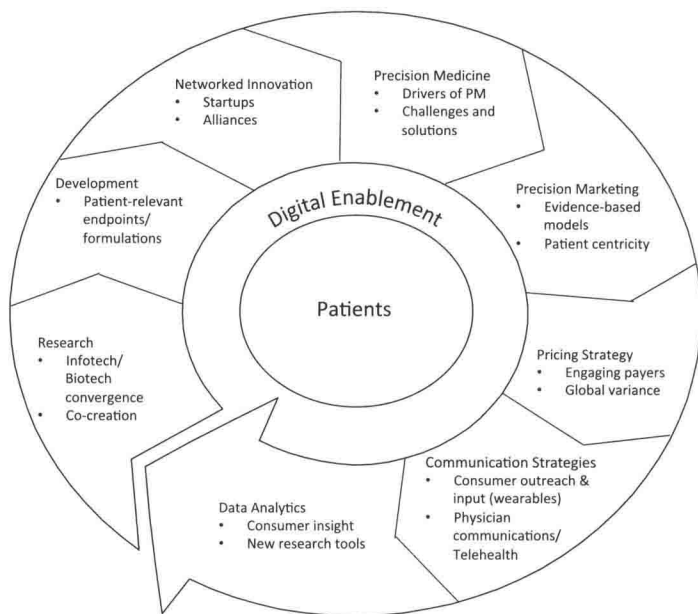 Networked Innovation
• Startups
• Alliances
Precision Medicine
• Drivers of PM
• Challenges and
solutions
Development
• Patient-relevant
endpoints/
formulations
Digital Enablement
Precision Marketing
• Evidence-based
models
• Patient centricity
Patients
Research
• Infotech/
Biotech
convergence
• Co-creation
Pricing Strategy
• Engaging payers
• Global variance
Communication Strategies
• Consumer outreach &
input (wearables)
• Physician
communications/
Telehealth
Data Analytics
• Consumer insight
• New research tools